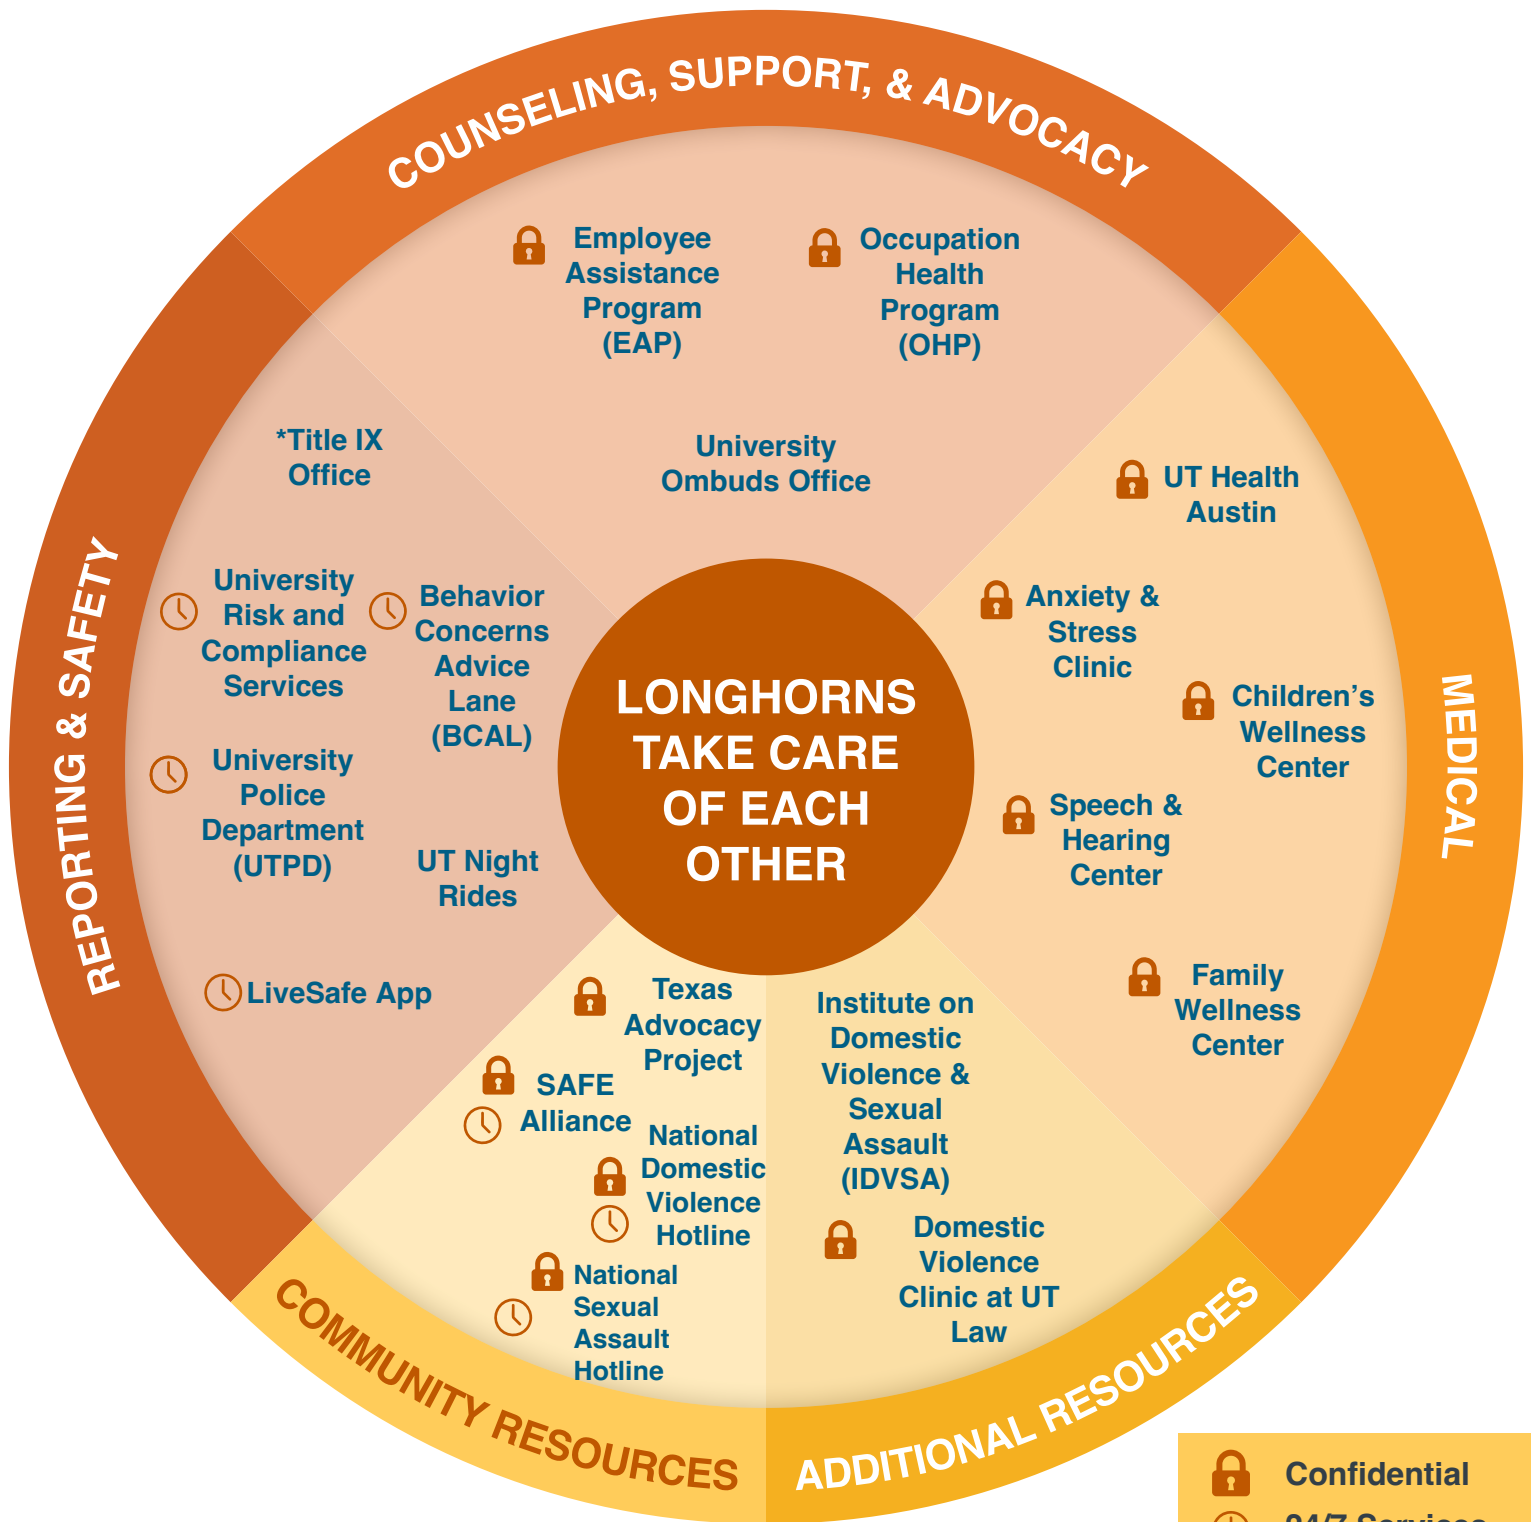 COUNSELING, SUPPORT, & ADVOCACY
Employee
Assistance
Program
(EAP)
Occupation
Health
Program
(OHP)
University
Ombuds Office
MEDICAL
UT Health
Austin
Anxiety &
Stress
Clinic
Children's
Wellness
Center
Speech &
Hearing
Center
Family
Wellness
Center
ADDITIONAL RESOURCES
Institute on
Domestic
Violence &
Sexual
Assault
(IDVSA)
Domestic
Violence
Clinic at UT
Law
COMMUNITY RESOURCES
Texas
Advocacy
Project
SAFE
Alliance
National
Domestic
Violence
Hotline
National
Sexual
Assault
Hotline
REPORTING & SAFETY
*Title IX
Office
University
Risk and
Compliance
Services
Behavior
Concerns
Advice
Lane
(BCAL)
University
Police
Department
(UTPD)
UT Night
Rides
LiveSafe App
LONGHORNS
TAKE CARE
OF EACH
OTHER
Confidential
24/7 Services